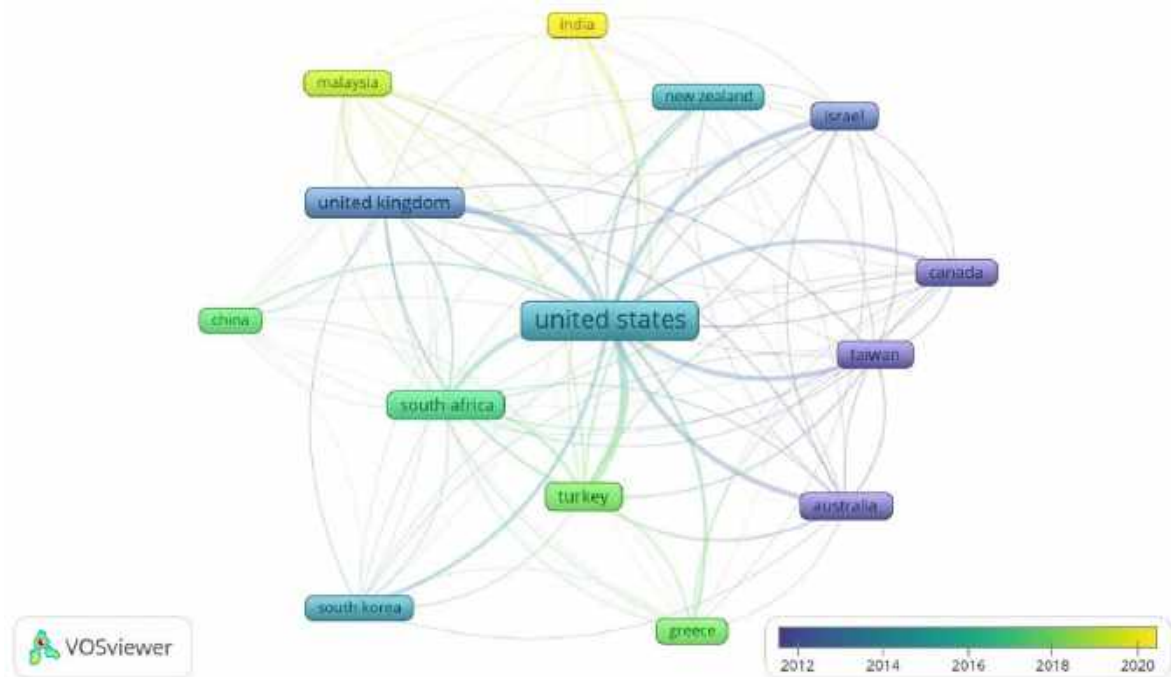 india
malaysia
new zealand
israel
united kingdom
canada
china
united states
taiwan
south africa
turkey
australia
south korea
greece
VOSviewer
2012 2014 2016 2018 2020